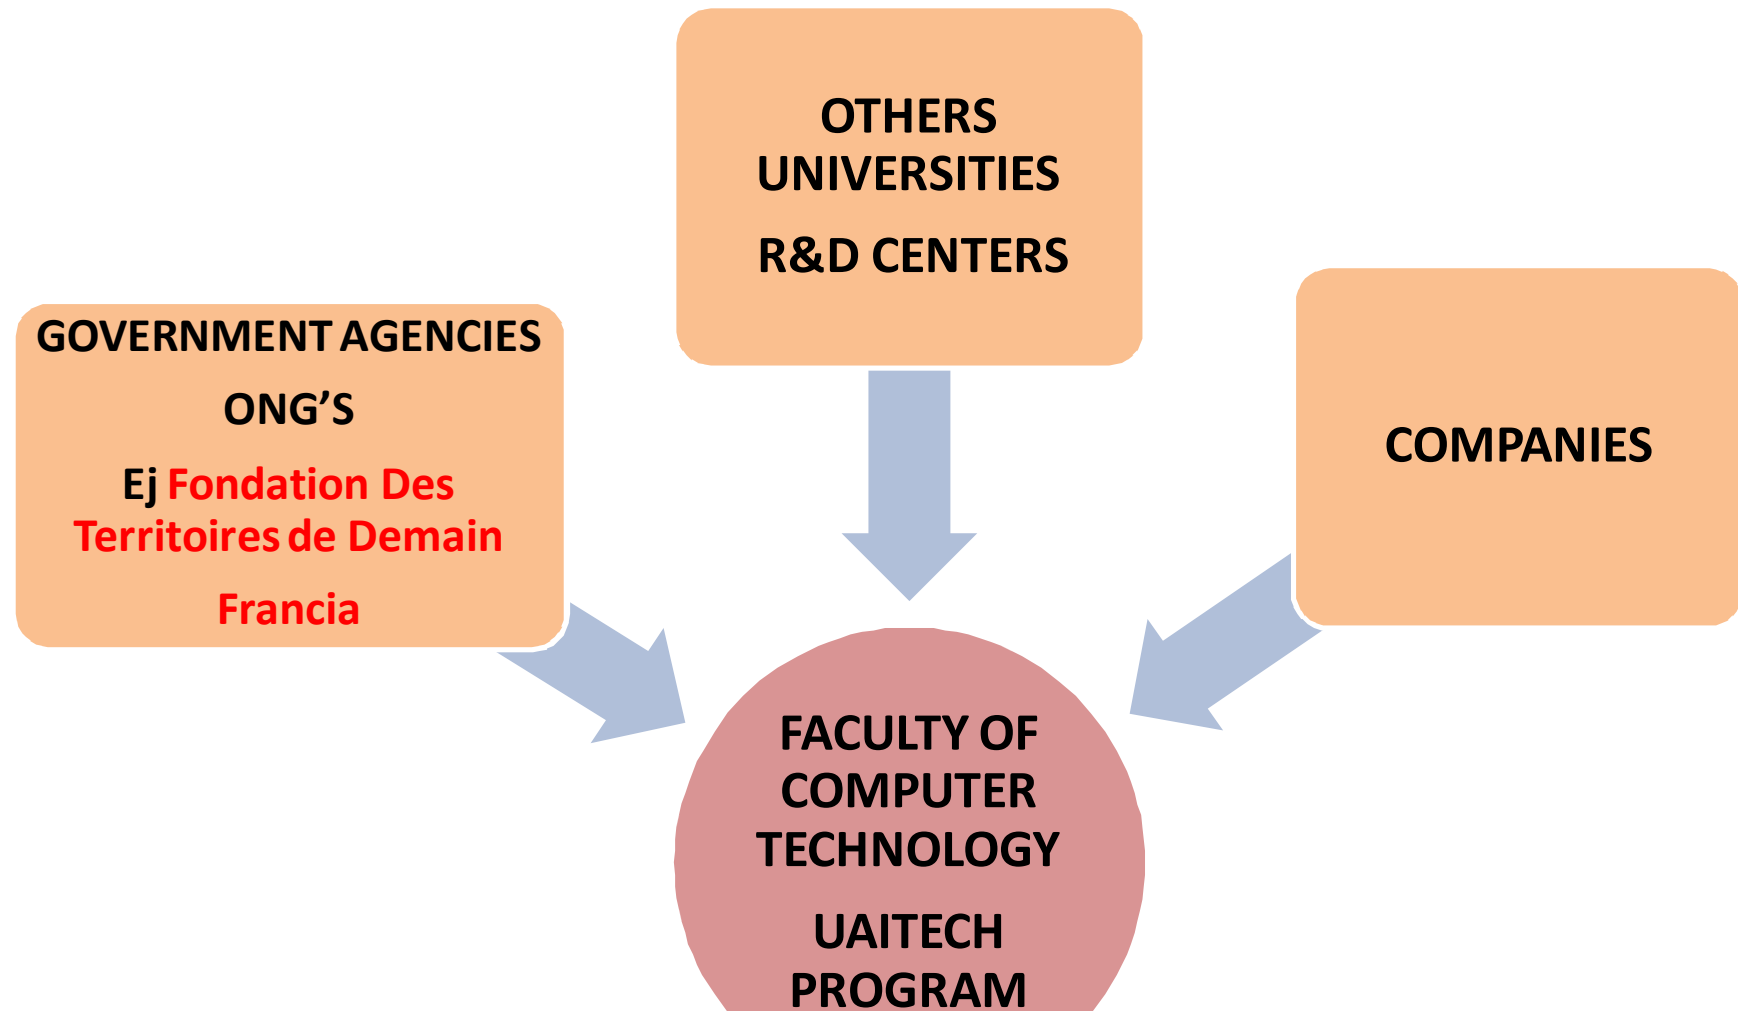 OTHERS
UNIVERSITIES
R&D CENTERS
GOVERNMENT AGENCIES
ONG’S
Ej Fondation Des
Territoires de Demain
Francia
COMPANIES
FACULTY OF
COMPUTER
TECHNOLOGY
UAITECH
PROGRAM